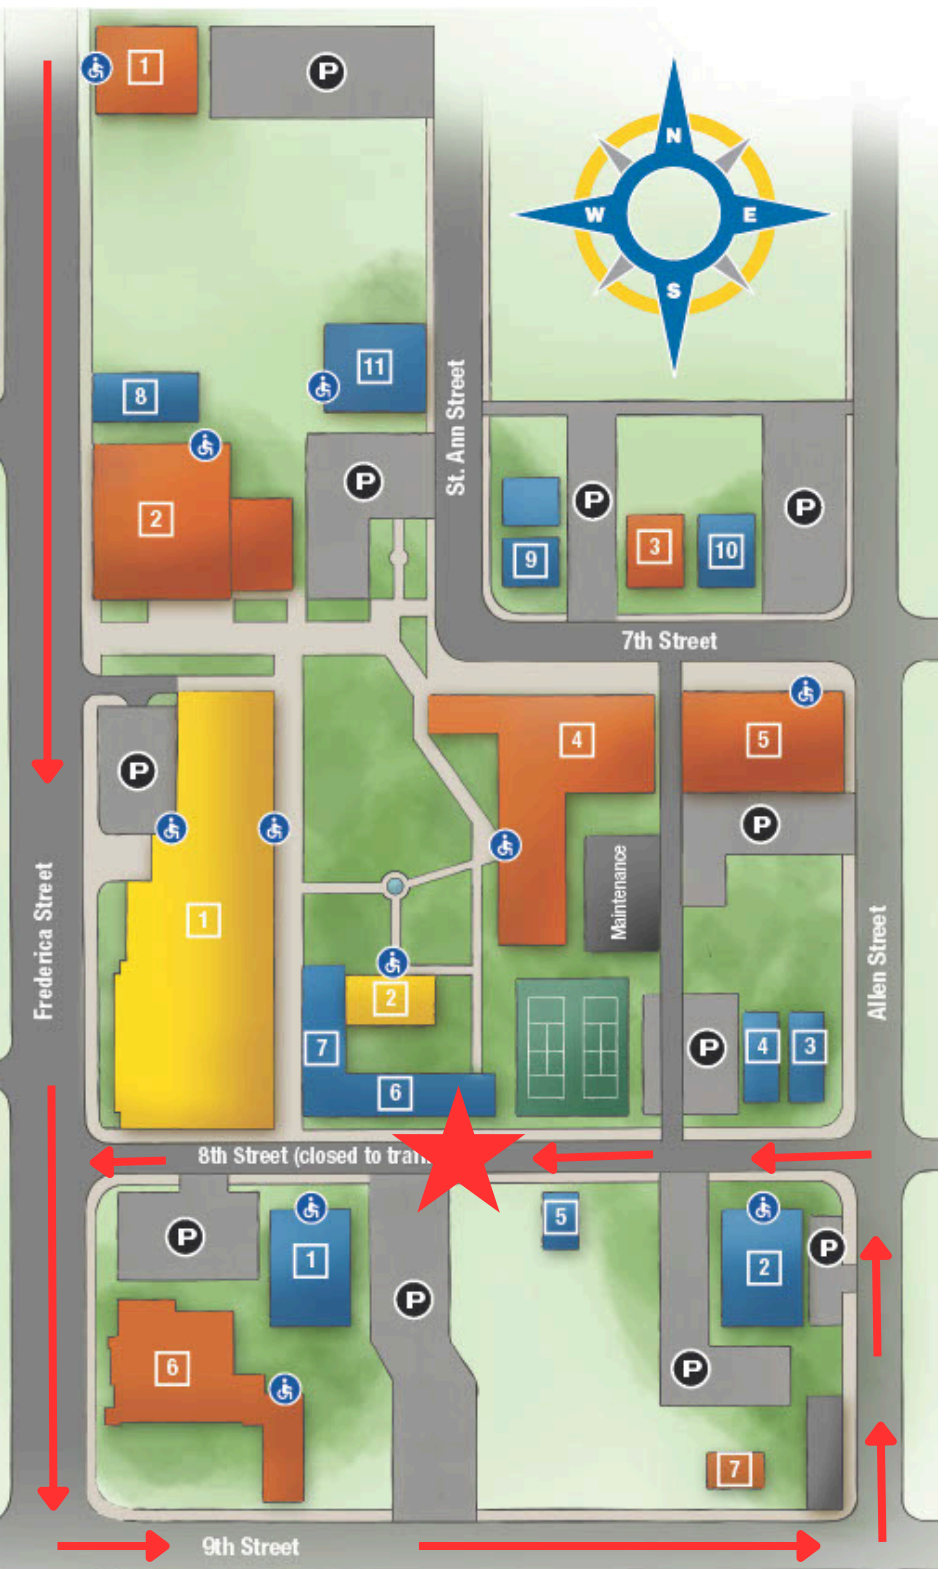 1
P
N
W
E
S
11
8
St. Ann Street
P
P
P
2
3
10
9
7th Street
4
5
P
P
Maintenance
1
Frederica Street
Allen Street
2
7
P
4
3
6
8th Street (closed to
5
P
1
2
P
P
6
P
7
9th Street